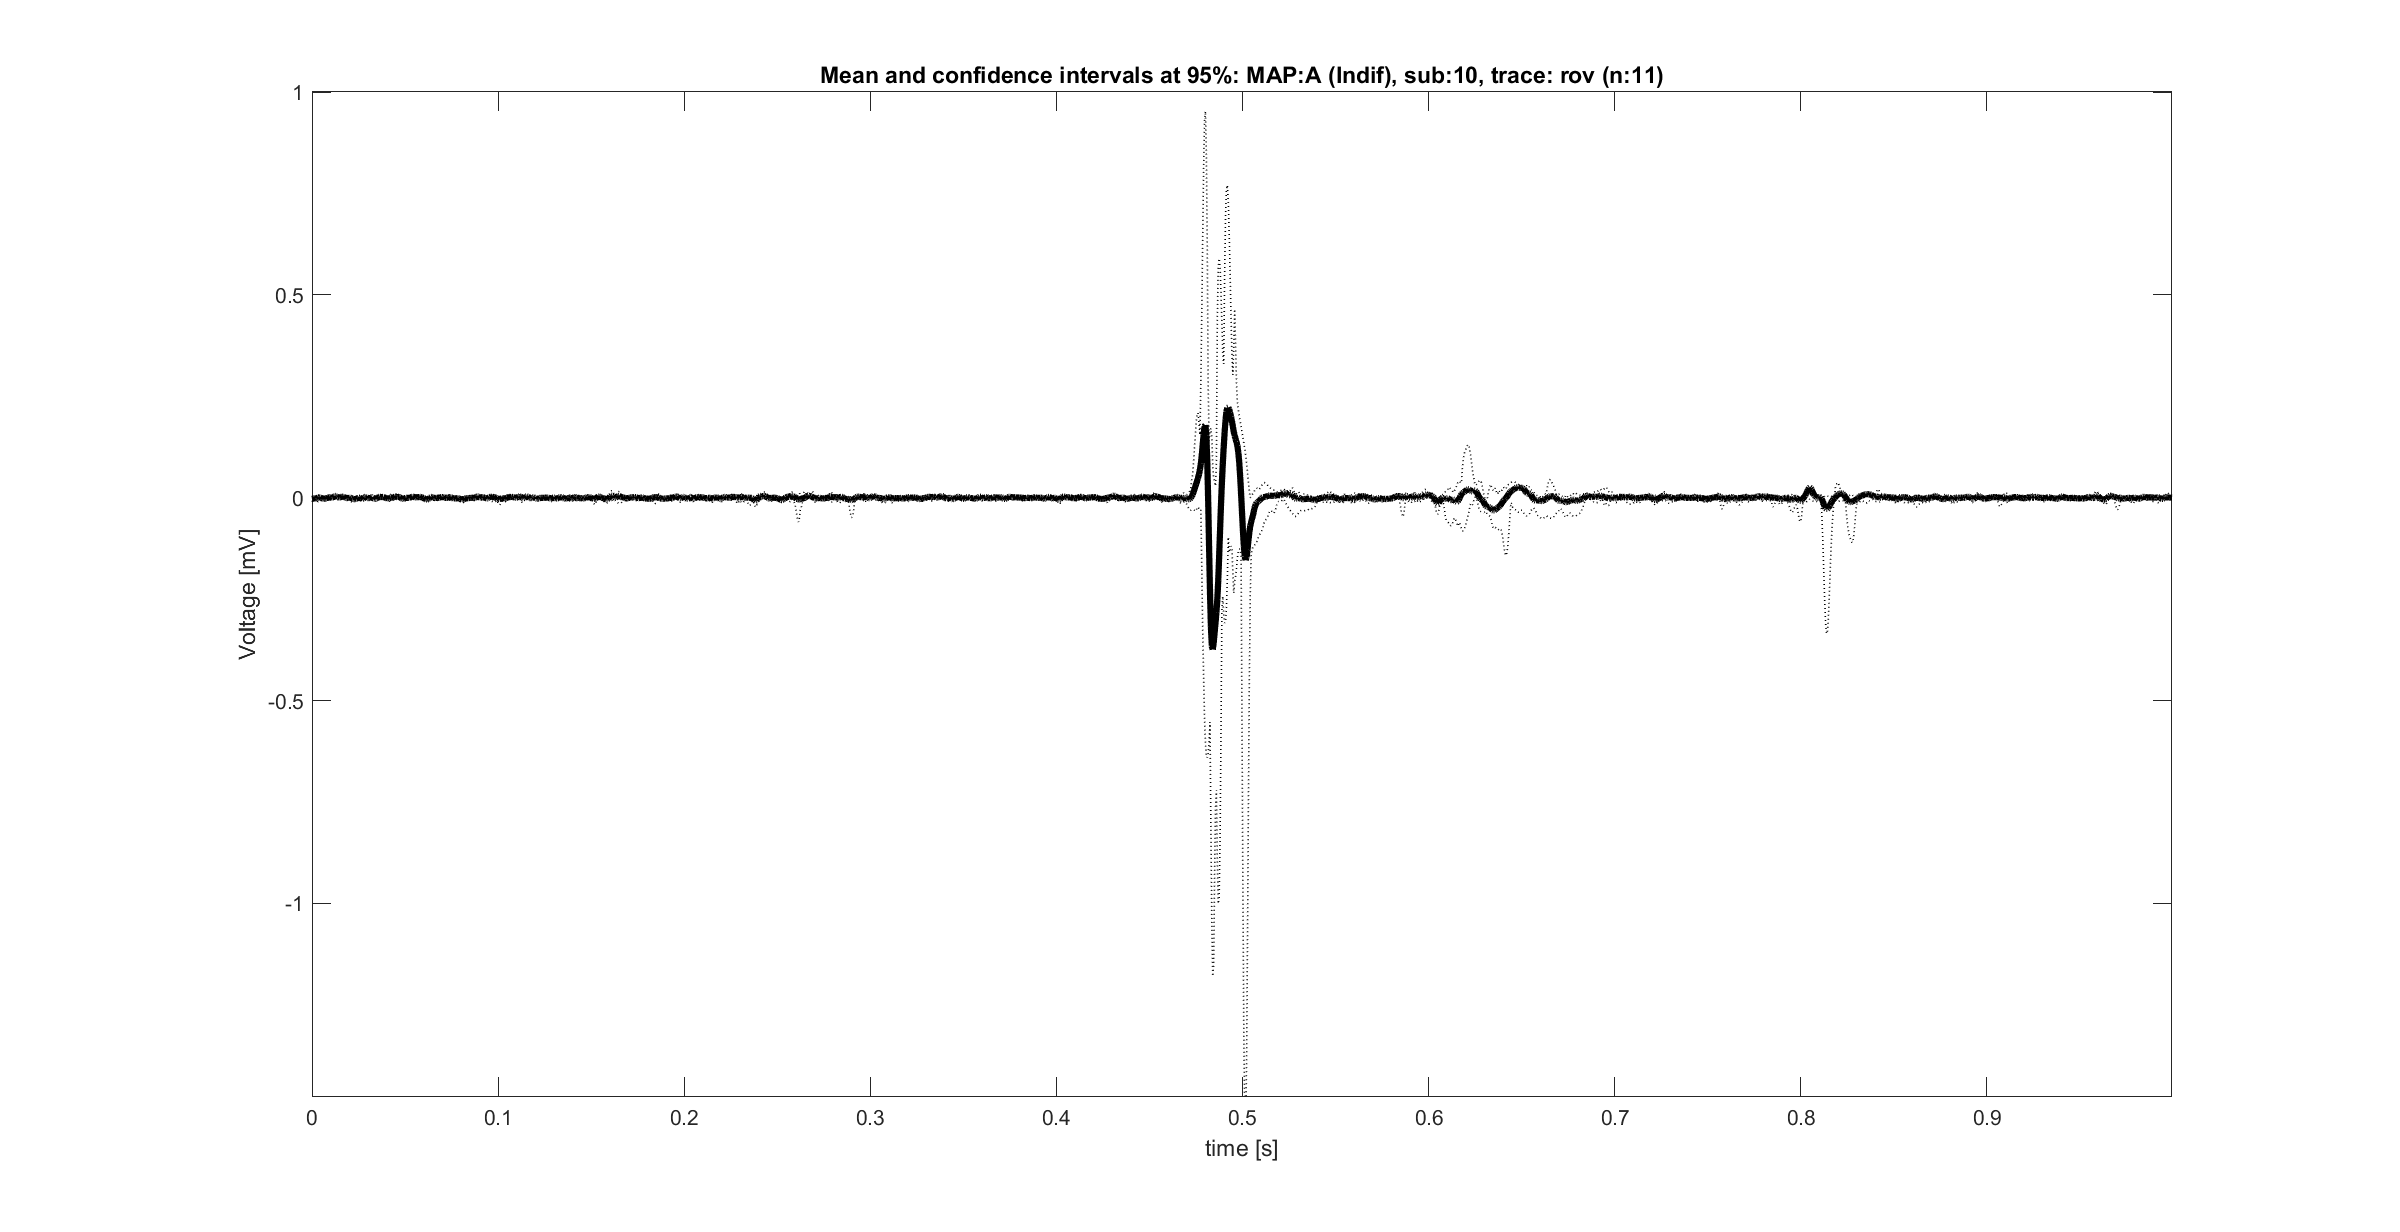 Mean and confidence intervals at 95%: MAP:A (Indif), sub:10, trace: rov (n:11)
1
0.5
0
-0.5
-1
Voltage [mV]
0 0.1 0.2 0.3 0.4 0.5 0.6 0.7 0.8 0.9
time [s]